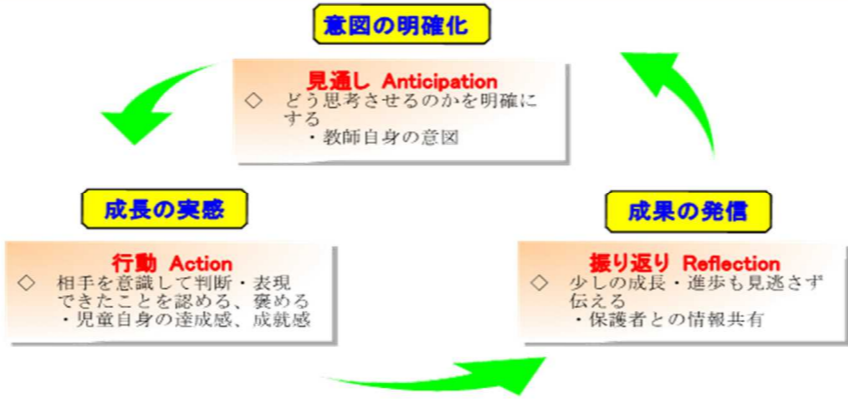 意図の明確化
見通し Anticipation
◇ どう思考させるのかを明確に
する
・教師自身の意図
成長の実感
行動 Action
◇ 相手を意識して判断・表現
できたことを認める、褒める
・児童自身の達成感、成就感
成果の発信
振り返り Reflection
◇ 少しの成長・進歩も見逃さず
伝える
・保護者との情報共有